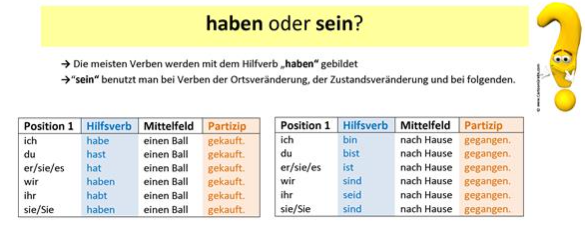 haben oder sein?
→ Die meisten Verben werden mit dem Hilfverb „haben“ gebildet
→“sein“ benutzt man bei Verben der Ortsveränderung, der Zustandsveränderung und bei folgenden.
Position 1 Hilfsverb Mittelfeld Partizip
ich habe einen Ball gekauft.
du hast einen Ball gekauft.
er/sie/es hat einen Ball gekauft.
wir haben einen Ball gekauft.
ihr habt einen Ball gekauft.
sie/Sie haben einen Ball gekauft.
Position 1 Hilfsverb Mittelfeld Partizip
ich bin nach Hause gegangen.
du bist nach Hause gegangen.
er/sie/es ist nach Hause gegangen.
wir sind nach Hause gegangen.
ihr seid nach Hause gegangen.
sie/Sie sind nach Hause gegangen.